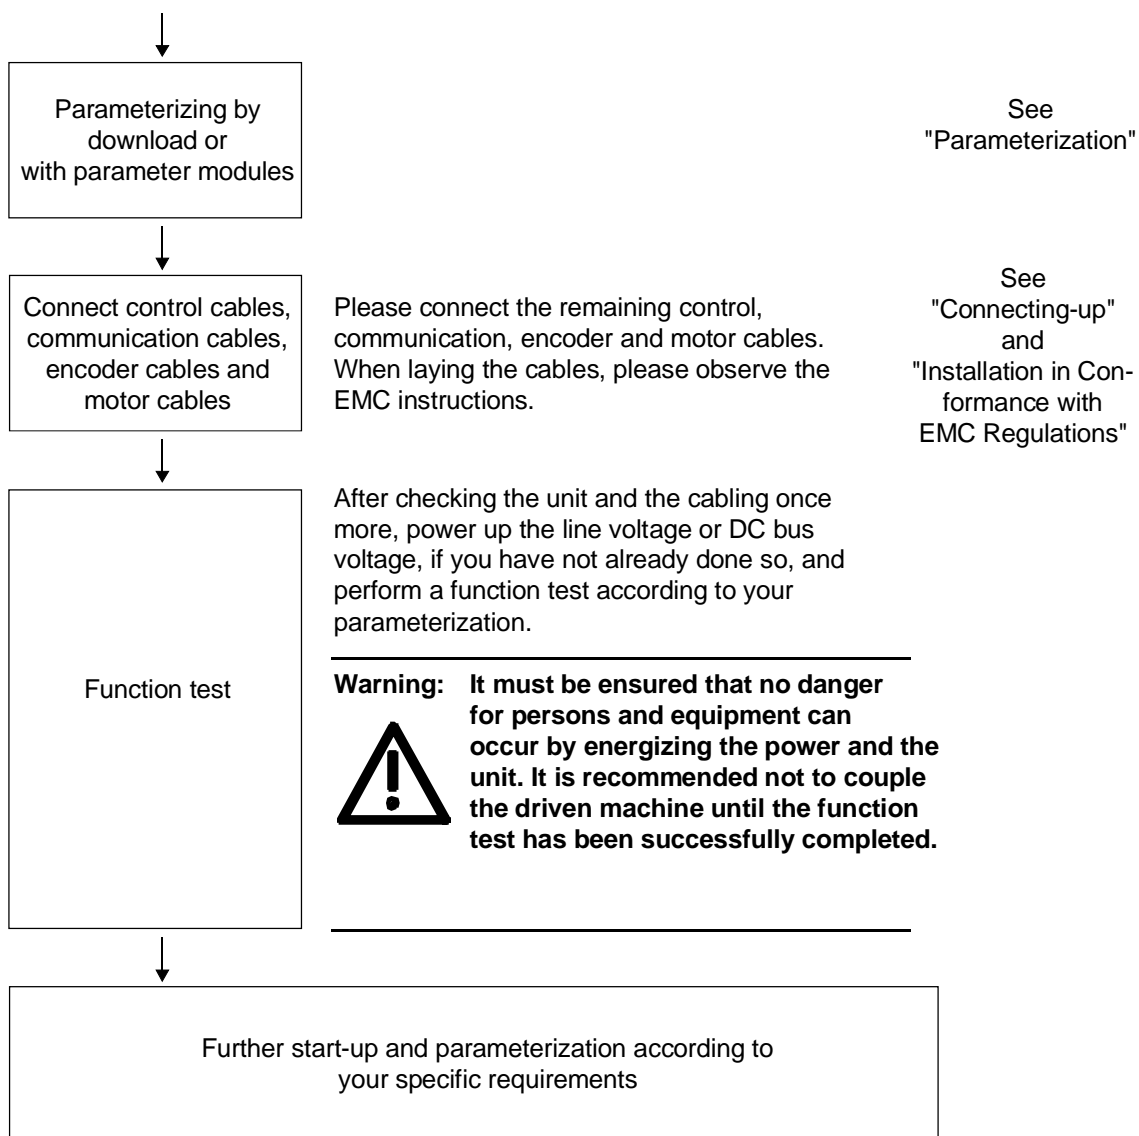 Parameterizing by
download or
with parameter modules
See
"Parameterization"
Connect control cables,
communication cables,
encoder cables and
motor cables
Please connect the remaining control,
communication, encoder and motor cables.
When laying the cables, please observe the
EMC instructions.
See
"Connecting-up"
and
"Installation in Con-
formance with
EMC Regulations"
Function test
After checking the unit and the cabling once
more, power up the line voltage or DC bus
voltage, if you have not already done so, and
perform a function test according to your
parameterization.
Warning: It must be ensured that no danger
for persons and equipment can
occur by energizing the power and the
unit. It is recommended not to couple
the driven machine until the function
test has been successfully completed.
Further start-up and parameterization according to
your specific requirements